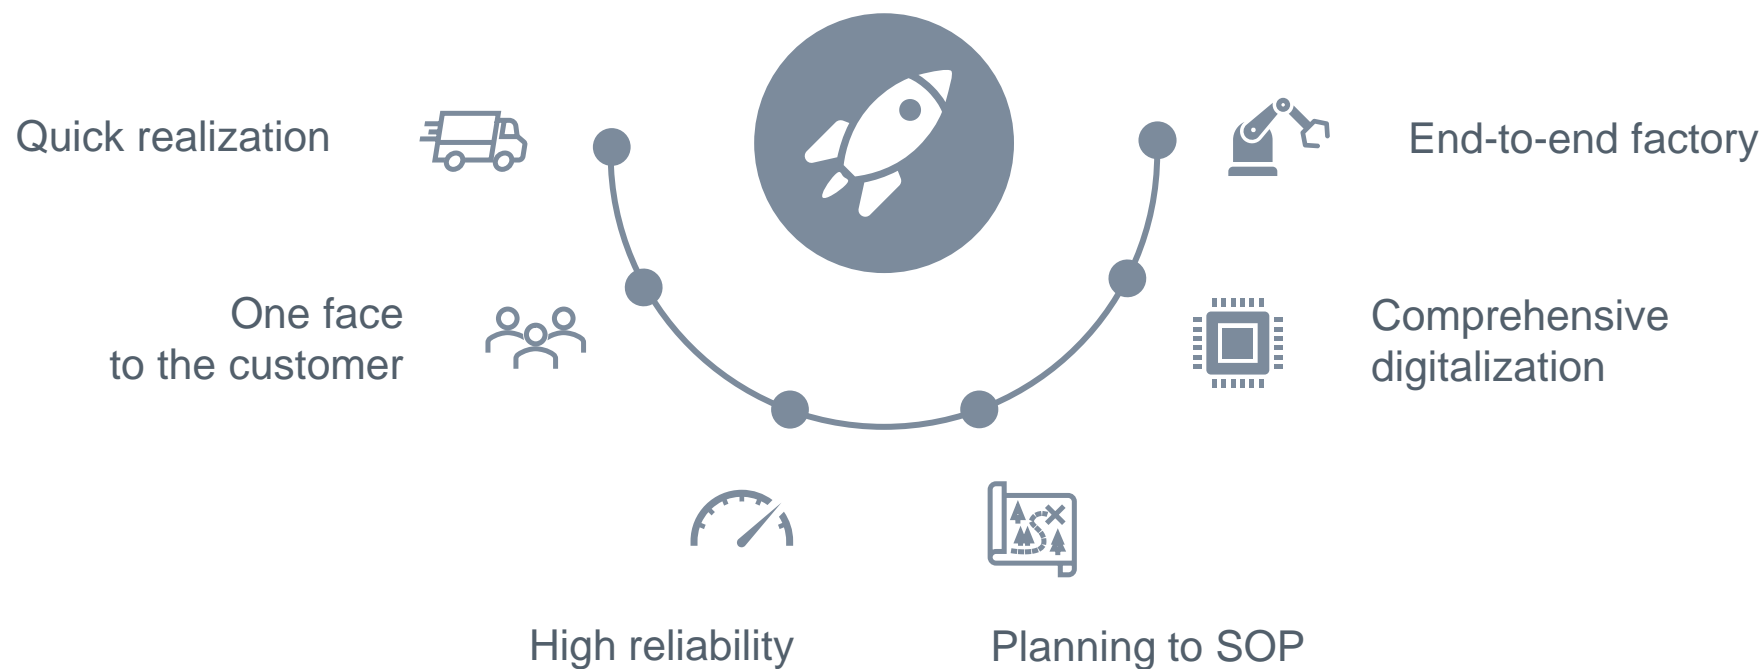 Quick realization
End-to-end factory
One face
to the customer
Comprehensive
digitalization
High reliability
Planning to SOP